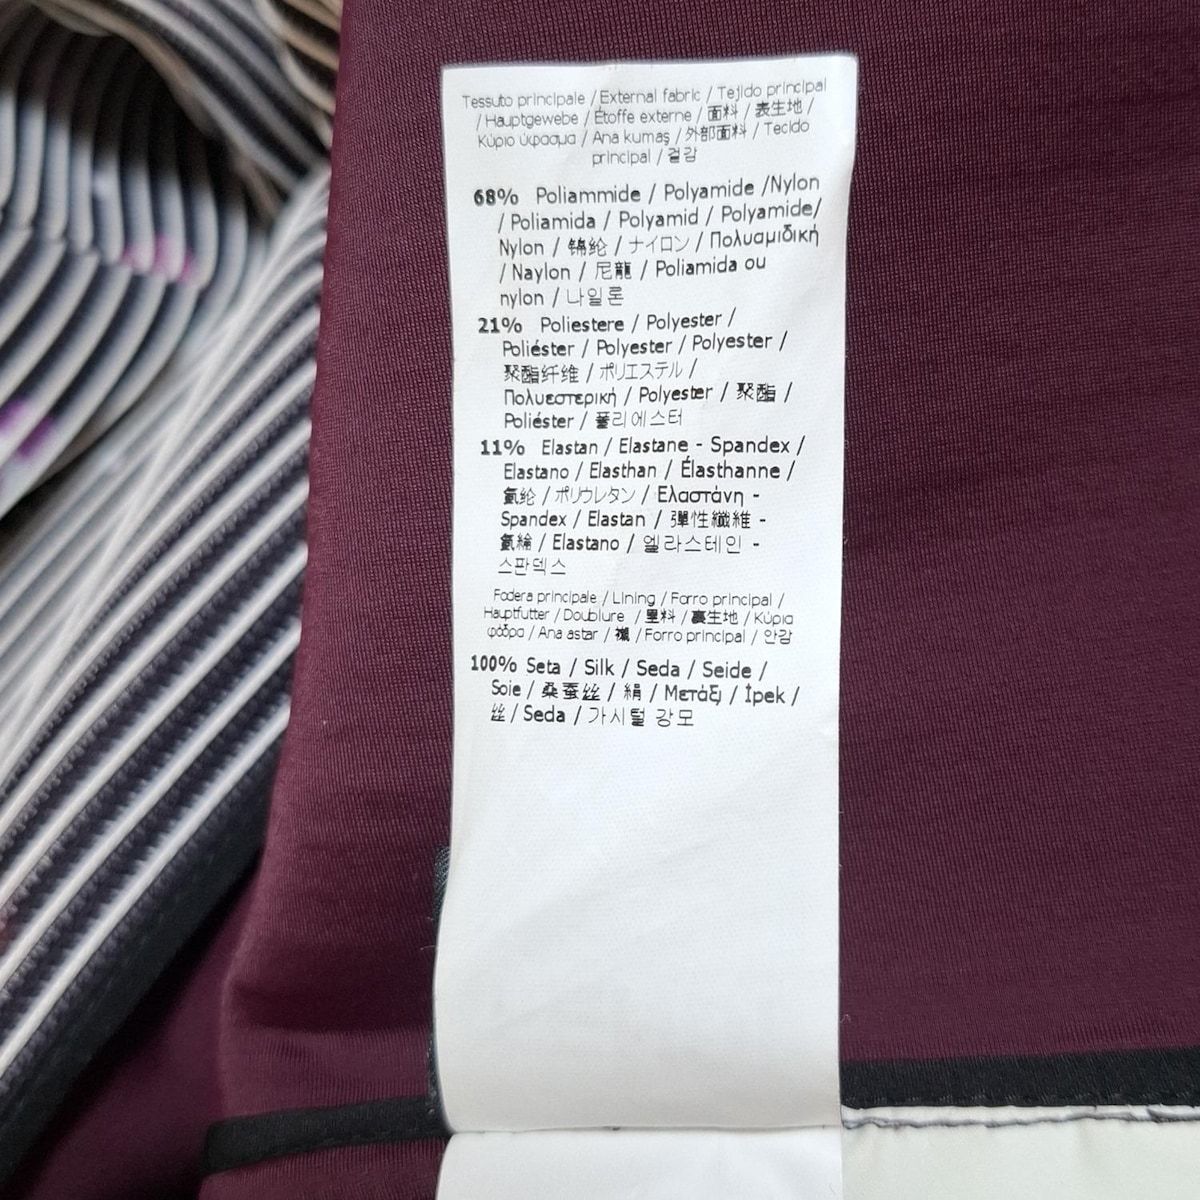 Tessuto principale / External fabric / Tejido principal
/ Hauptgewebe / Étoffe externe / 面料 / 表生地 /
Κύριο ύφασμα / Ana kumaş / 外部面料 / Tecido
principal / 겉감
68% Poliammide / Polyamide /Nylon
/ Poliamida / Polyamid / Polyamide/
Nylon / 锦纶 / ナイロン / Πολυαμιδική
/ Naylon / 尼龍 / Poliamida ou
nylon / 나일론
21% Poliestere / Polyester /
Poliéster / Polyester / Polyester /
聚酯纤维 / ポリエステル /
Πολυεστερική / Polyester / 聚酯 /
Poliéster / 폴리에스터
11% Elastan / Elastane - Spandex /
Elastano / Elasthan / Élasthanne /
氨纶 / ポリウレタン / Ελαστάνη -
Spandex / Elastan / 彈性纖維 -
氨綸 / Elastano / 엘라스테인 -
스판덱스
Fodera principale / Lining / Forro principal /
Hauptfutter / Doublure / 里料 / 裏生地 / Κύρια
φόδρα / Ana astar / 襯 / Forro principal / 안감
100% Seta / Silk / Seda / Seide /
Soie / 桑蚕丝 / 絹 / Μετάξι / İpek /
丝 / Seda / 가시털 강모